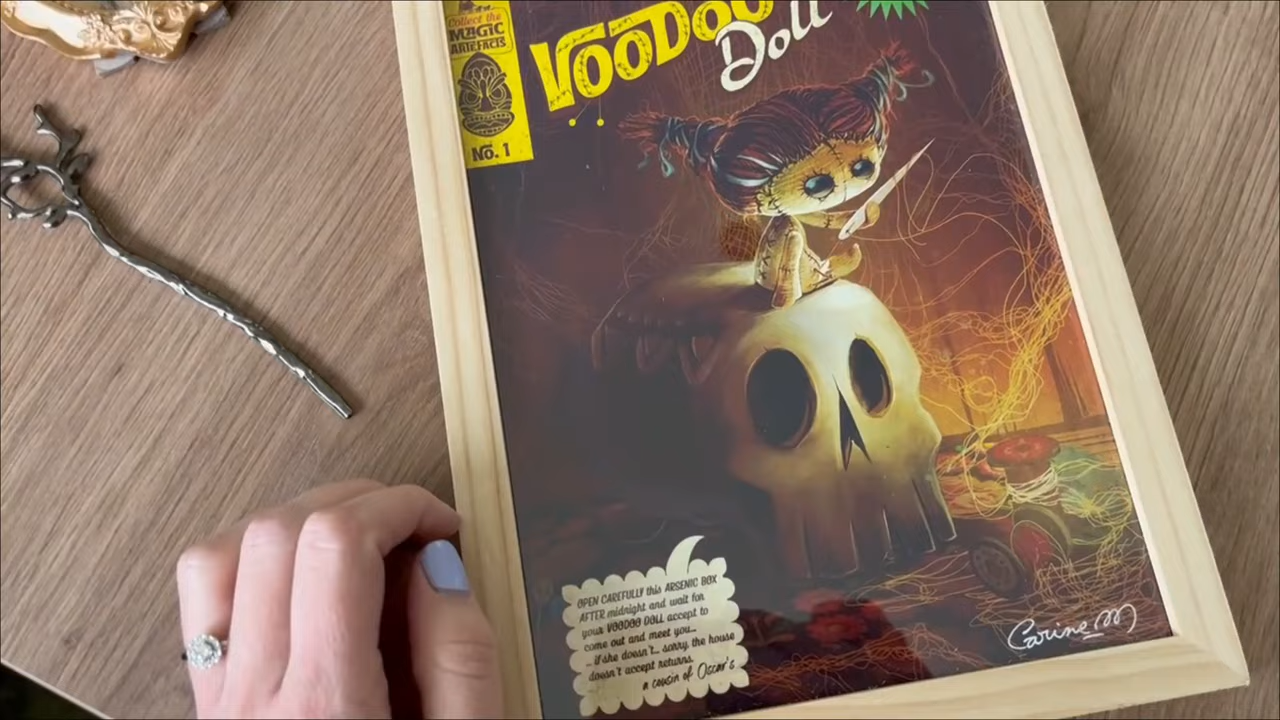 Collect the
MAGIC
ARTEFACTS
No. 1
VOODOO
Doll
OPEN CAREFULLY this ARSENIC BOX
AFTER midnight and wait for
your VOODOO DOLL accept to
come out and meet you...
... if she doesn't... sorry, the house
doesn't accept returns.
a cousin of Oscar's
Carine.M